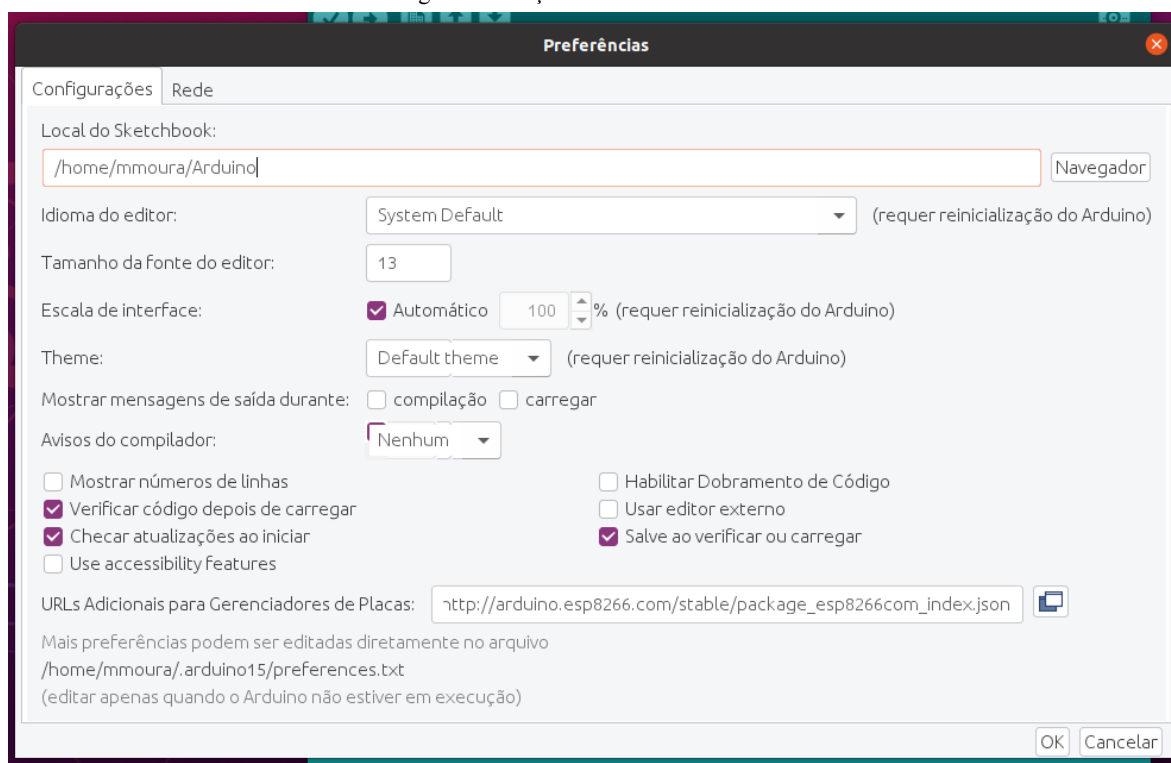 Preferências
Configurações Rede
Local do Sketchbook:
/home/mmoura/Arduino Navegador
Idioma do editor: System Default (requer reinicialização do Arduino)
Tamanho da fonte do editor: 13
Escala de interface: Automático 100 % (requer reinicialização do Arduino)
Theme: Default theme (requer reinicialização do Arduino)
Mostrar mensagens de saída durante: compilação carregar
Avisos do compilador: Nenhum
Mostrar números de linhas Habilitar Dobramento de Código
Verificar código depois de carregar Usar editor externo
Checar atualizações ao iniciar Salve ao verificar ou carregar
Use accessibility features
URLs Adicionais para Gerenciadores de Placas: http://arduino.esp8266.com/stable/package_esp8266com_index.json
Mais preferências podem ser editadas diretamente no arquivo
/home/mmoura/.arduino15/preferences.txt
(editar apenas quando o Arduino não estiver em execução)
OK Cancelar